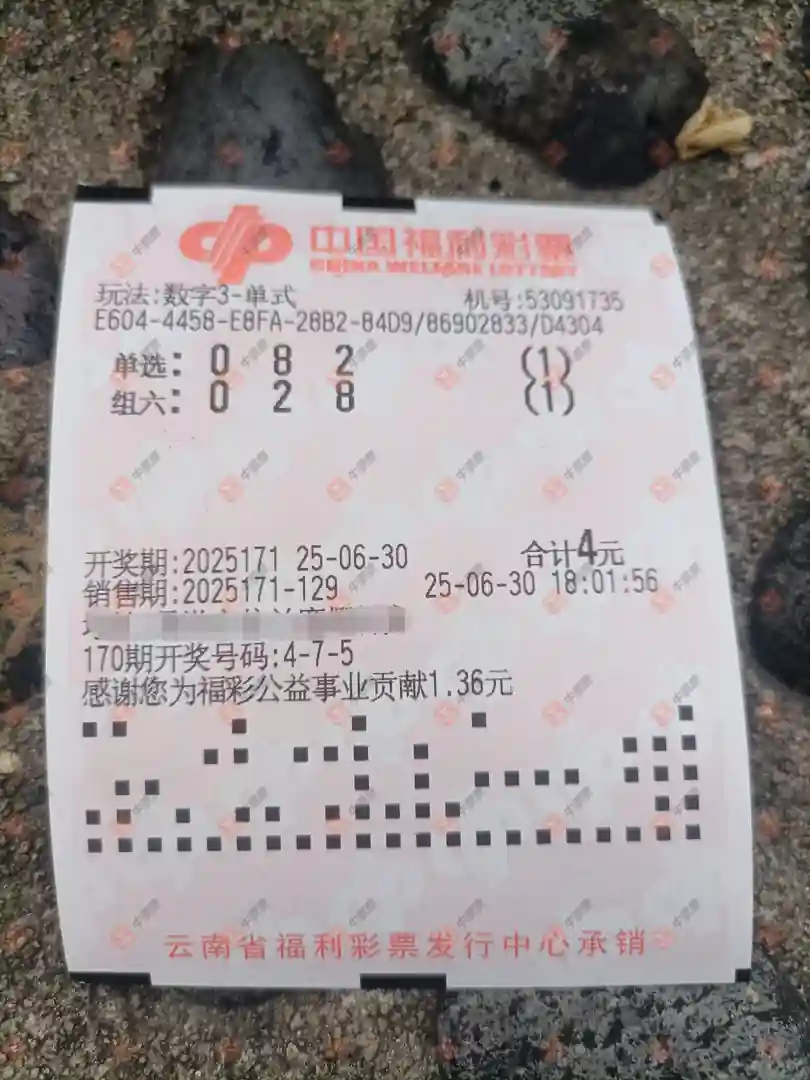 中国福利彩票
CHINA WELFARE LOTTERY
玩法:数字3-单式 机号:53091735
E604-4458-E8FA-28B2-84D9/86902833/D4304
单选: 0 8 2 (1)
组六: 0 2 8 (1)
开奖期:2025171 25-06-30 合计4元
销售期:2025171-129 25-06-30 18:01:56
170期开奖号码:4-7-5
感谢您为福彩公益事业贡献1.36元
云南省福利彩票发行中心承销